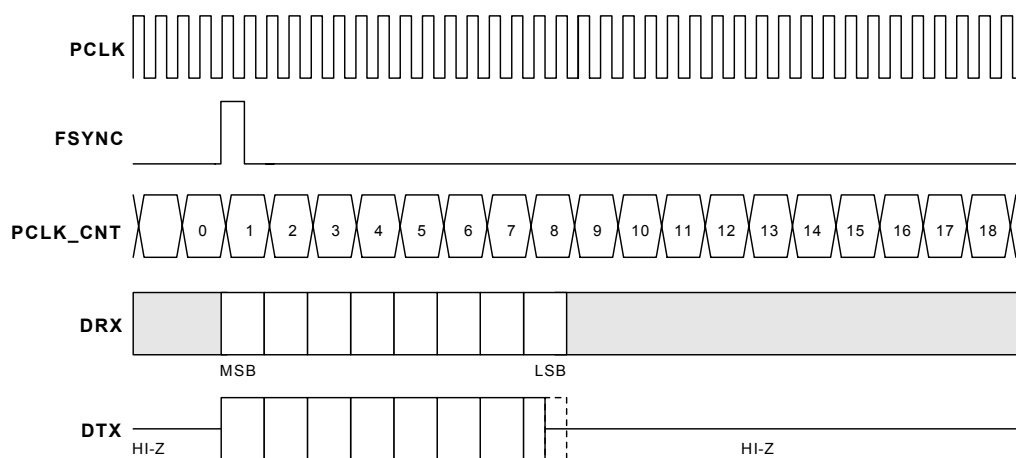 PCLK
FSYNC
PCLK_CNT 0 1 2 3 4 5 6 7 8 9 10 11 12 13 14 15 16 17 18
DRX
MSB LSB
DTX
HI-Z HI-Z